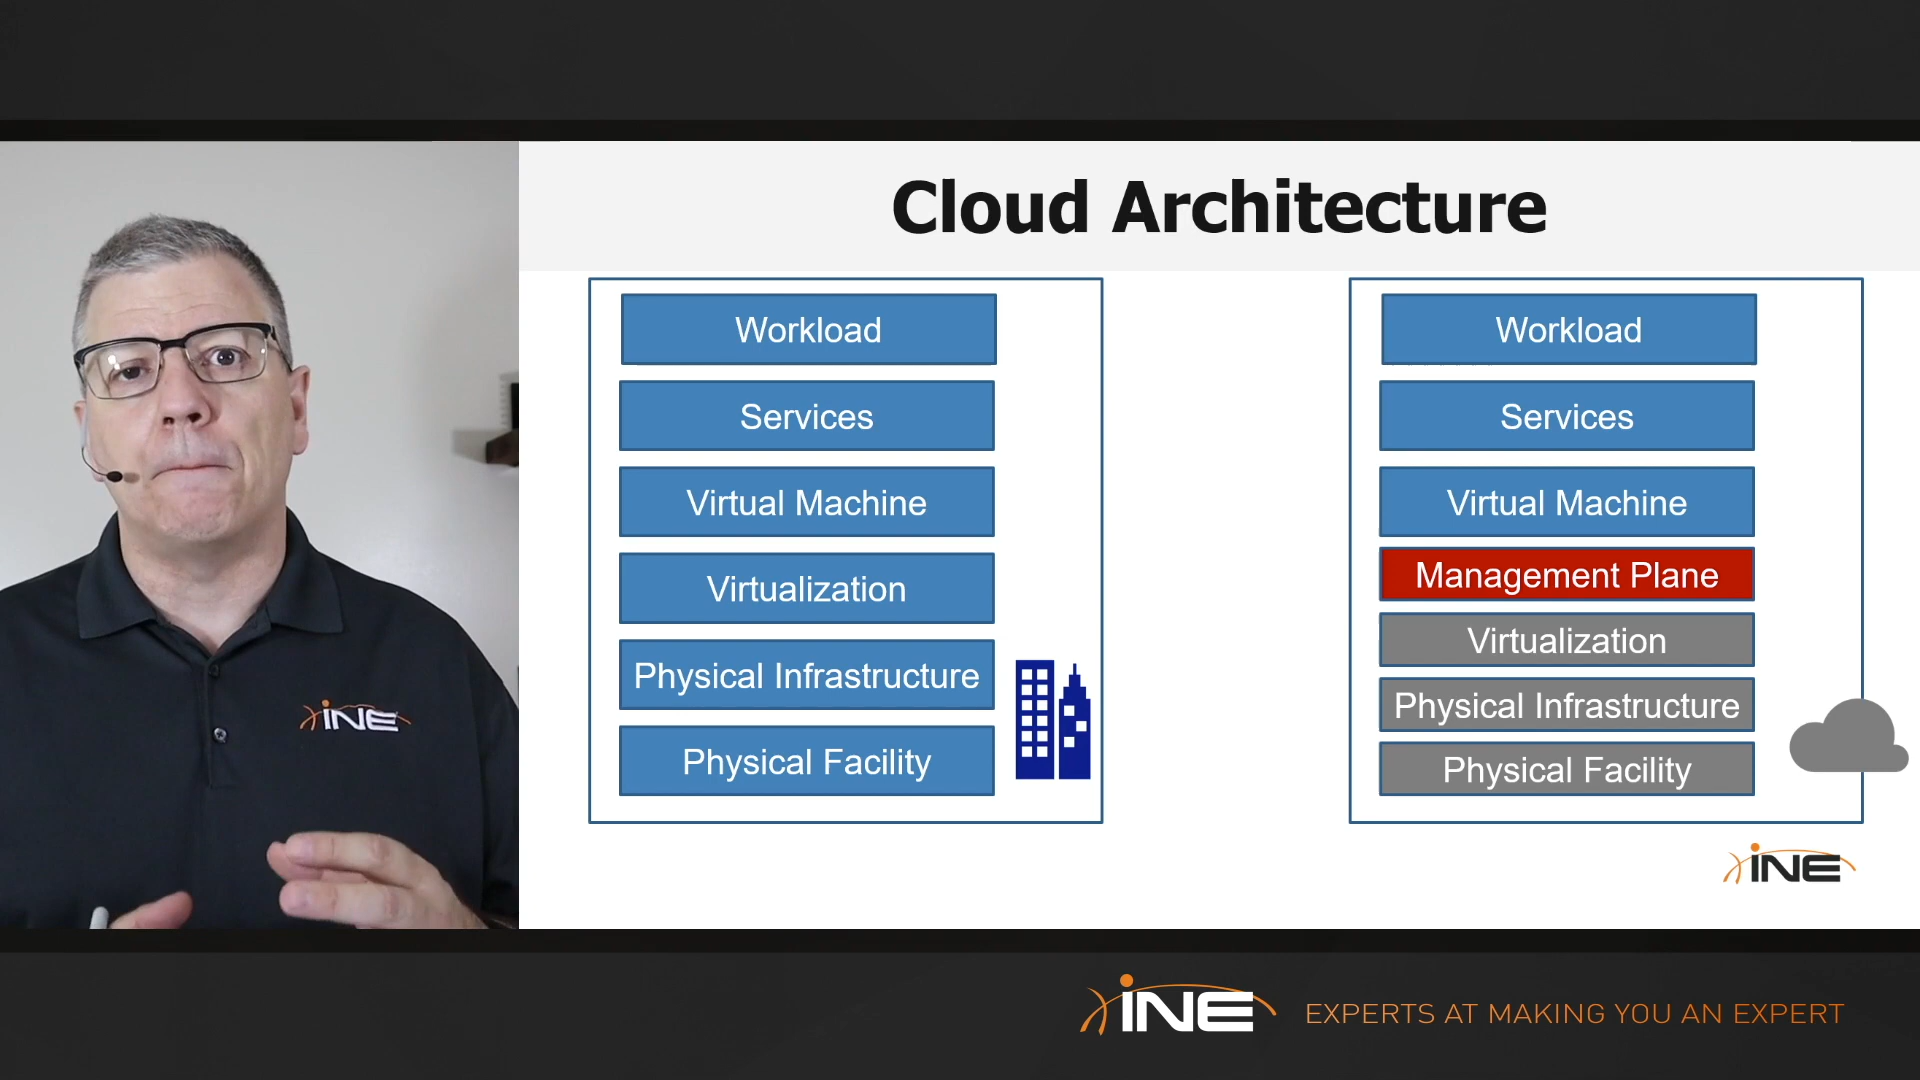 Cloud Architecture
Workload
Services
Virtual Machine
Virtualization
Physical Infrastructure
Physical Facility
Workload
Services
Virtual Machine
Management Plane
Virtualization
Physical Infrastructure
Physical Facility
iNE
iNE
iNE
EXPERTS AT MAKING YOU AN EXPERT